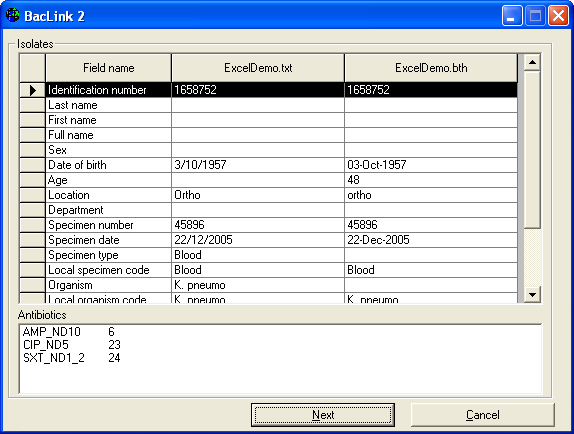 BacLink 2
Isolates
Field name ExcelDemo.txt ExcelDemo.bth
Identification number 1658752 1658752
Last name
First name
Full name
Sex
Date of birth 3/10/1957 03-Oct-1957
Age 48
Location Ortho ortho
Department
Specimen number 45896 45896
Specimen date 22/12/2005 22-Dec-2005
Specimen type Blood
Local specimen code Blood Blood
Organism K. pneumo
Local organism code K. pneumo K. pneumo
Antibiotics
AMP_ND10 6
CIP_ND5 23
SXT_ND1_2 24
Next Cancel